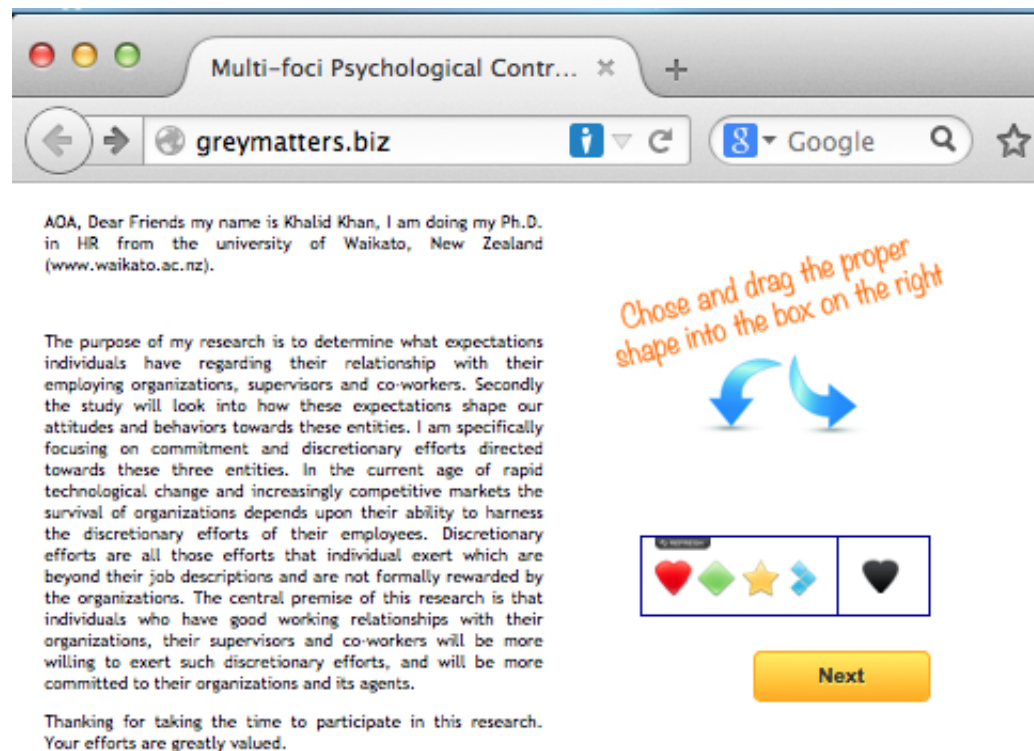 Multi-foci Psychological Contr...
greymatters.biz
Google
AOA, Dear Friends my name is Khalid Khan, I am doing my Ph.D.
in HR from the university of Waikato, New Zealand
(www.waikato.ac.nz).
The purpose of my research is to determine what expectations
individuals have regarding their relationship with their
employing organizations, supervisors and co-workers. Secondly
the study will look into how these expectations shape our
attitudes and behaviors towards these entities. I am specifically
focusing on commitment and discretionary efforts directed
towards these three entities. In the current age of rapid
technological change and increasingly competitive markets the
survival of organizations depends upon their ability to harness
the discretionary efforts of their employees. Discretionary
efforts are all those efforts that individual exert which are
beyond their job descriptions and are not formally rewarded by
the organizations. The central premise of this research is that
individuals who have good working relationships with their
organizations, their supervisors and co-workers will be more
willing to exert such discretionary efforts, and will be more
committed to their organizations and its agents.
Thanking for taking the time to participate in this research.
Your efforts are greatly valued.
Chose and drag the proper
shape into the box on the right
Next